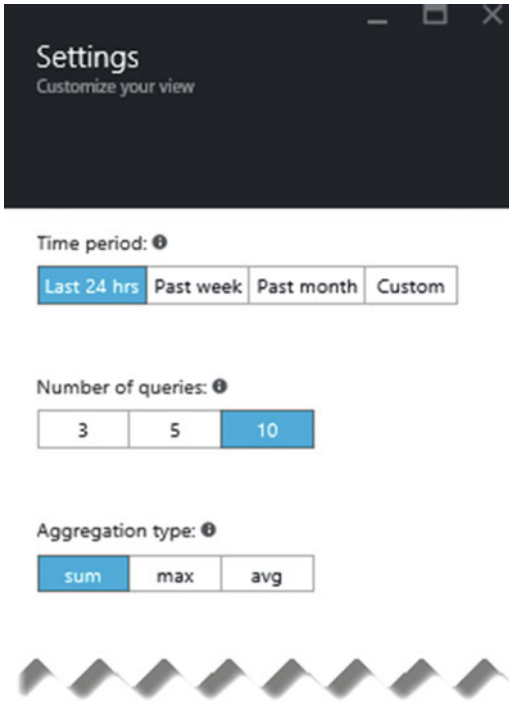 Settings
Customize your view
Time period:
Last 24 hrs Past week Past month Custom
Number of queries:
3 5 10
Aggregation type:
sum max avg